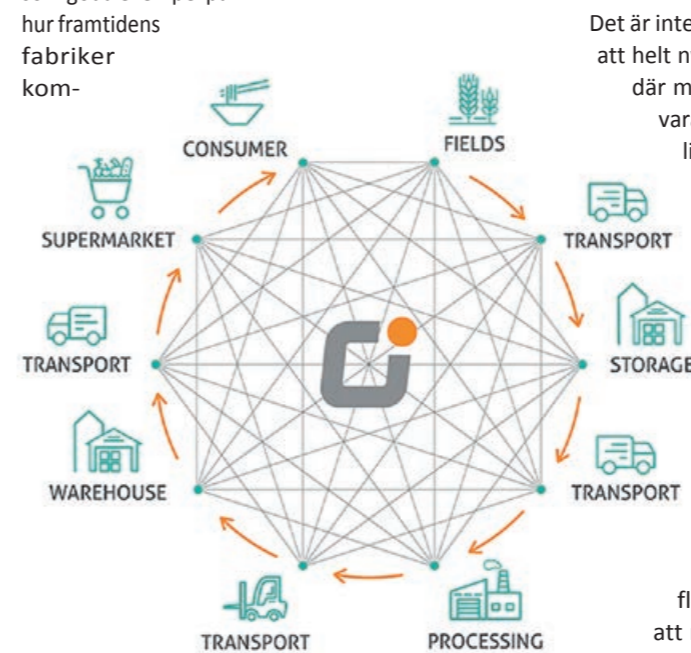 hur framtidens
fabriker
kom-
Det är inte
att helt n
där m
vara
li
CONSUMER
FIELDS
SUPERMARKET
TRANSPORT
TRANSPORT
STORAGE
WAREHOUSE
TRANSPORT
TRANSPORT
PROCESSING
fl
att